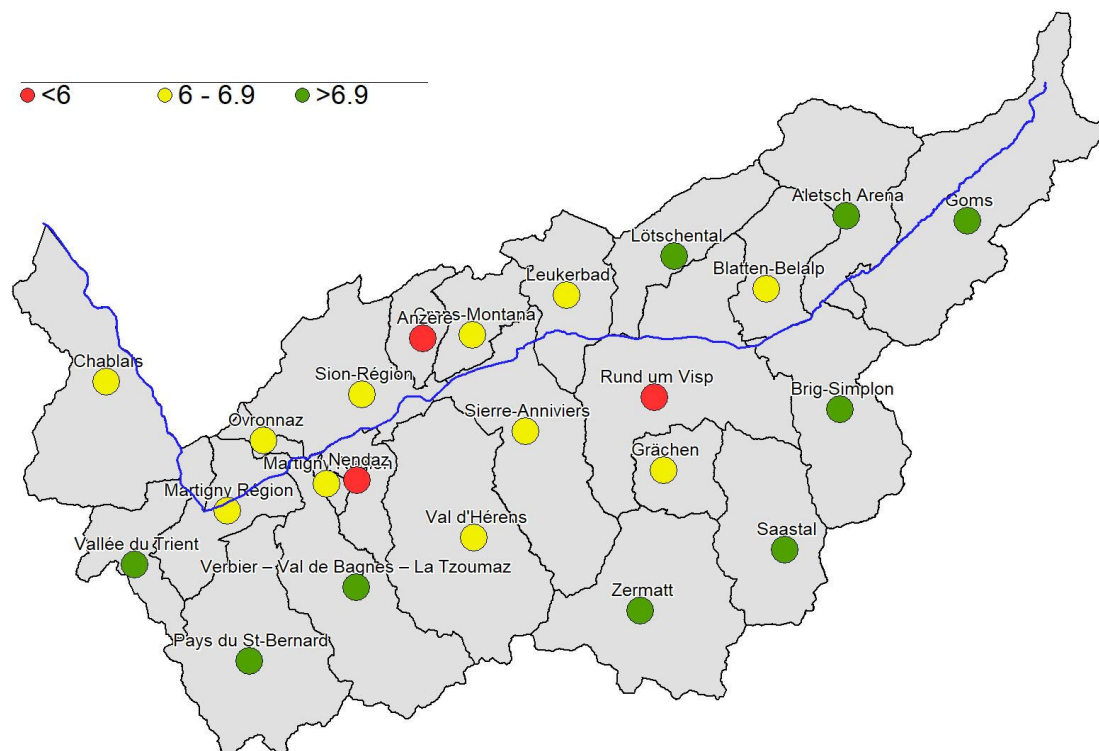 <6 6 - 6.9 >6.9
Aletsch Arena
Goms
Lötschental
Blatten-Belalp
Leukerbad
Anzère
Crans-Montana
Chablais
Sion-Région
Rund um Visp
Brig-Simplon
Sierre-Anniviers
Ovronnaz
Grächen
Nendaz
Martigny Région
Martigny Région
Val d'Hérens
Saastal
Vallée du Trient
Verbier – Val de Bagnes – La Tzoumaz
Zermatt
Pays du St-Bernard